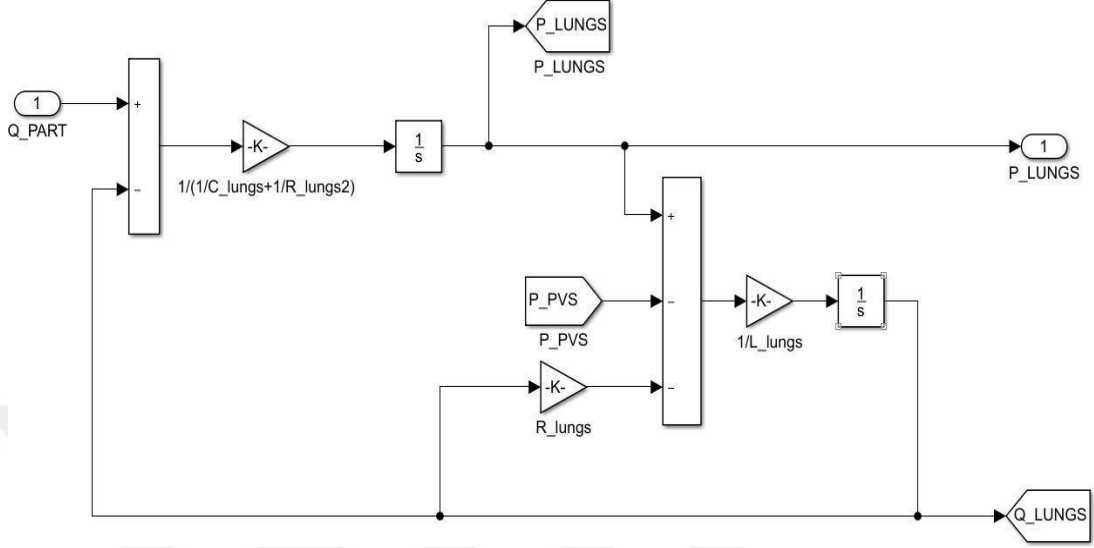 P_LUNGS
P_LUNGS
1
Q_PART
+
-K-
1
s
1
P_LUNGS
1/(1/C_lungs+1/R_lungs2)
−
+
P_PVS
P_PVS
−
-K-
1/L_lungs
1
s
-K-
R_lungs
−
Q_LUNGS